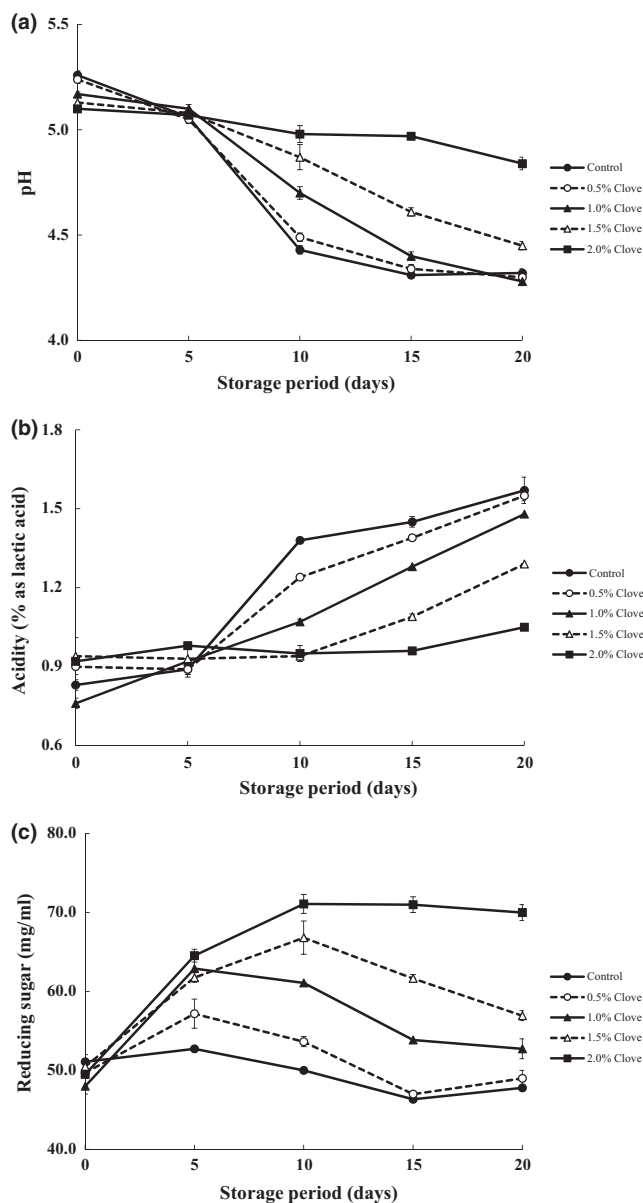 (a)
5.5
5.0
4.5
4.0
pH
0 5 10 15 20
Storage period (days)
Control
0.5% Clove
1.0% Clove
1.5% Clove
2.0% Clove
(b)
1.8
1.5
1.2
0.9
0.6
Acidity (% as lactic acid)
0 5 10 15 20
Storage period (days)
Control
0.5% Clove
1.0% Clove
1.5% Clove
2.0% Clove
(c)
80.0
70.0
60.0
50.0
40.0
Reducing sugar (mg/ml)
0 5 10 15 20
Storage period (days)
Control
0.5% Clove
1.0% Clove
1.5% Clove
2.0% Clove